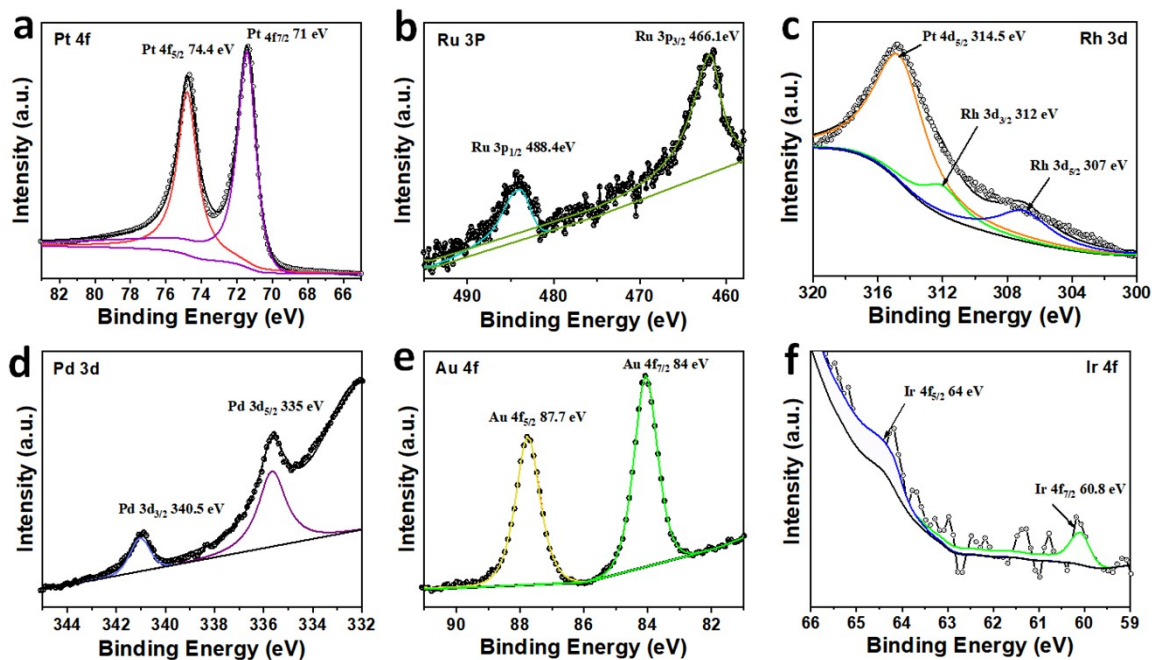 a
Pt 4f
Pt 4f5/2 74.4 eV
Pt 4f7/2 71 eV
Intensity (a.u.)
82 80 78 76 74 72 70 68 66
Binding Energy (eV)
b
Ru 3P
Ru 3p3/2 466.1eV
Ru 3p1/2 488.4eV
Intensity (a.u.)
490 480 470 460
Binding Energy (eV)
c
Rh 3d
Pt 4d5/2 314.5 eV
Rh 3d3/2 312 eV
Rh 3d5/2 307 eV
Intensity (a.u.)
320 316 312 308 304 300
Binding Energy (eV)
d
Pd 3d
Pd 3d5/2 335 eV
Pd 3d3/2 340.5 eV
Intensity (a.u.)
344 342 340 338 336 334 332
Binding Energy (eV)
e
Au 4f
Au 4f7/2 84 eV
Au 4f5/2 87.7 eV
Intensity (a.u.)
90 88 86 84 82
Binding Energy (eV)
f
Ir 4f
Ir 4f5/2 64 eV
Ir 4f7/2 60.8 eV
Intensity (a.u.)
66 65 64 63 62 61 60 59
Binding Energy (eV)